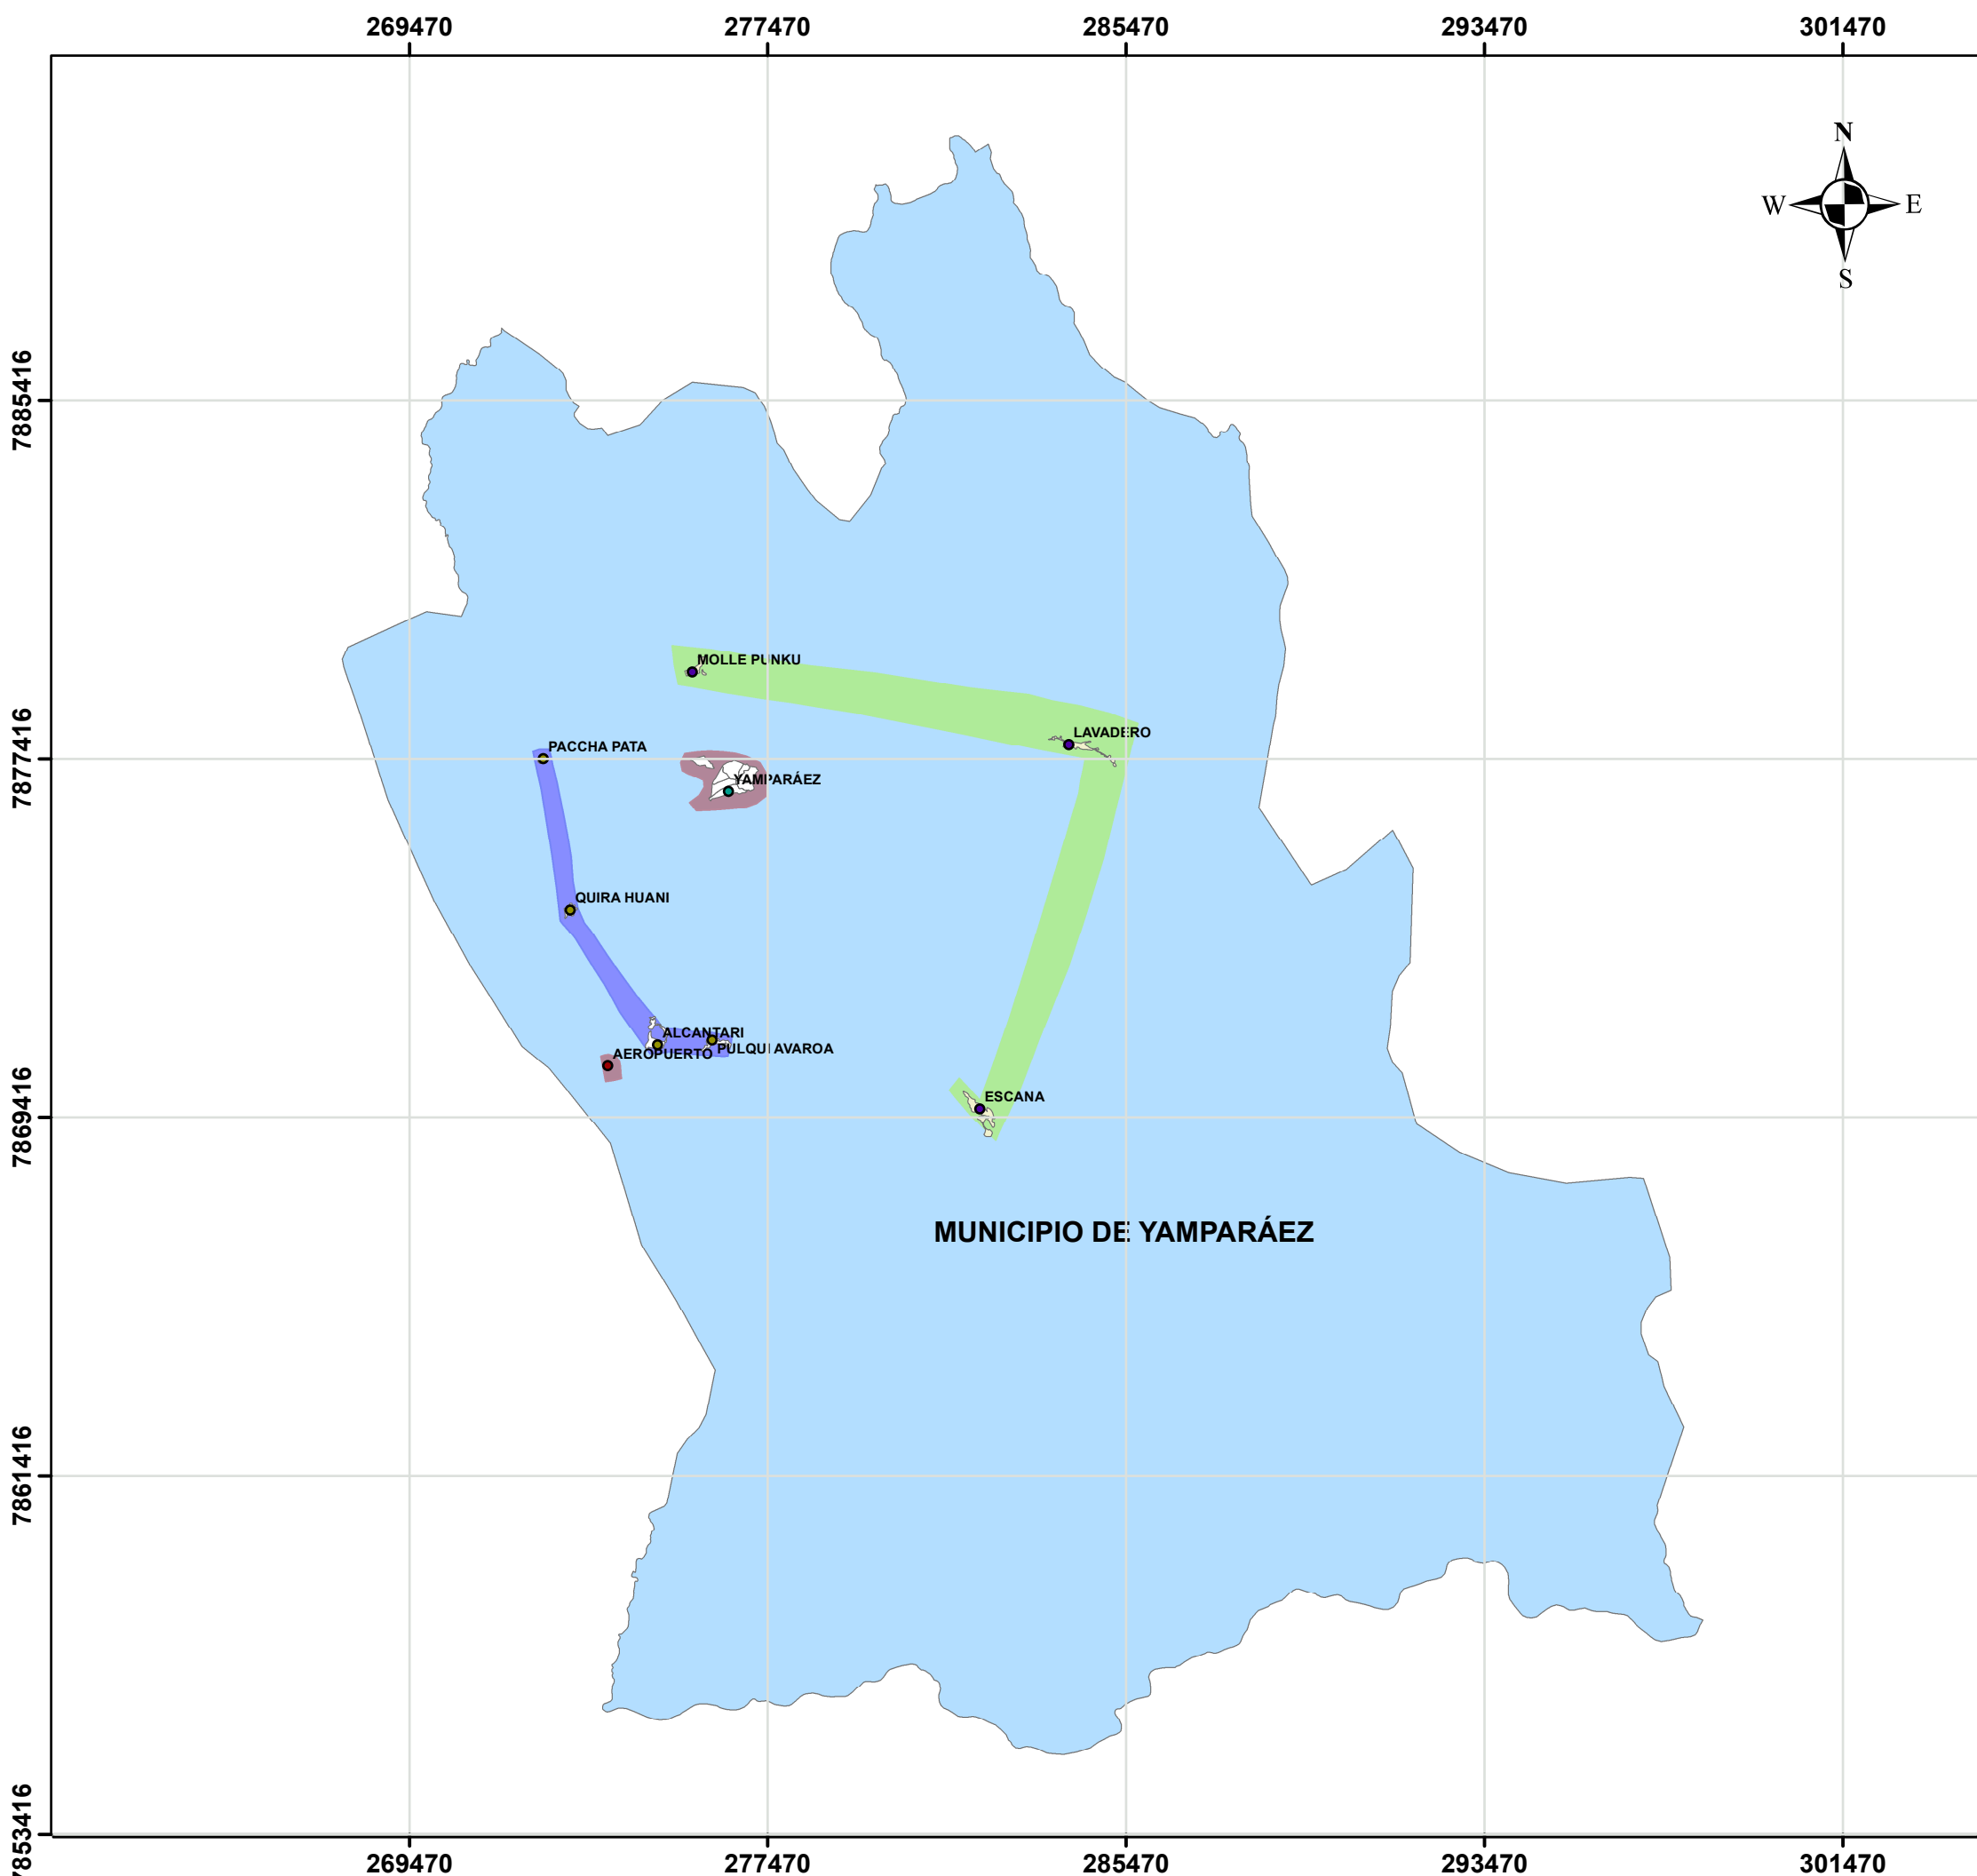 269470 277470 285470 293470 301470
N
W E
S
7885416
MOLLE PUNKU
LAVADERO
PACCHA PATA
7877416
YAMPARÁEZ
QUIRA HUANI
ALCANTARI
PULQUI AVAROA
AEROPUERTO
ESCANA
7869416
MUNICIPIO DE YAMPARÁEZ
7861416
7853416
269470 277470 285470 293470 301470